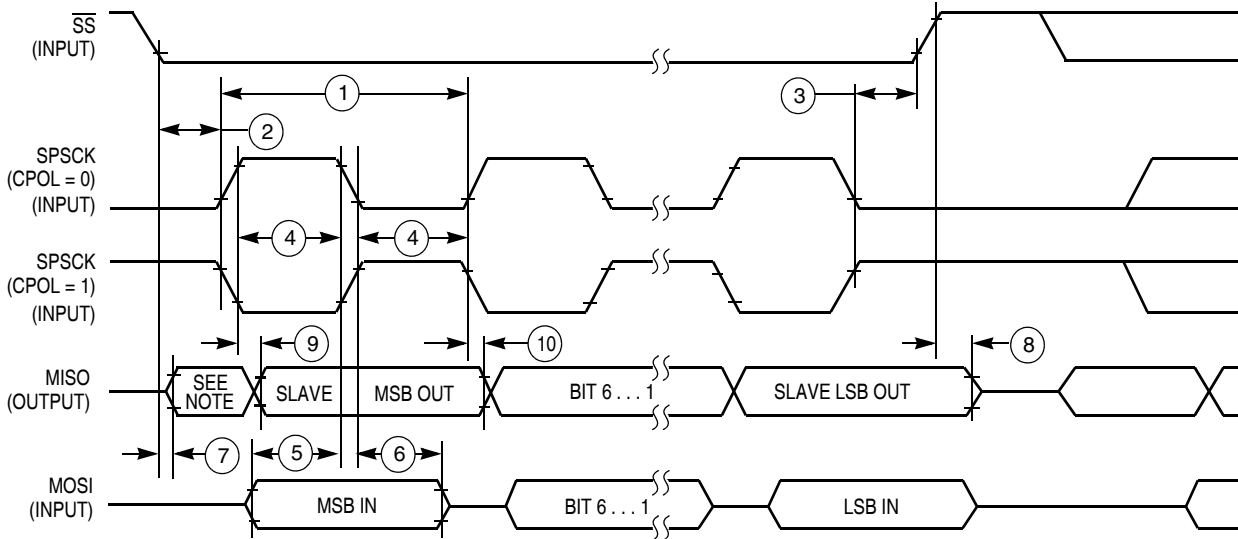 SS
(INPUT)
1
3
2
SPSCK
(CPOL = 0)
(INPUT)
4
4
SPSCK
(CPOL = 1)
(INPUT)
9
10
8
MISO
(OUTPUT)
SEE
NOTE
SLAVE
MSB OUT
BIT 6 . . . 1
SLAVE LSB OUT
7
5
6
MOSI
(INPUT)
MSB IN
BIT 6 . . . 1
LSB IN